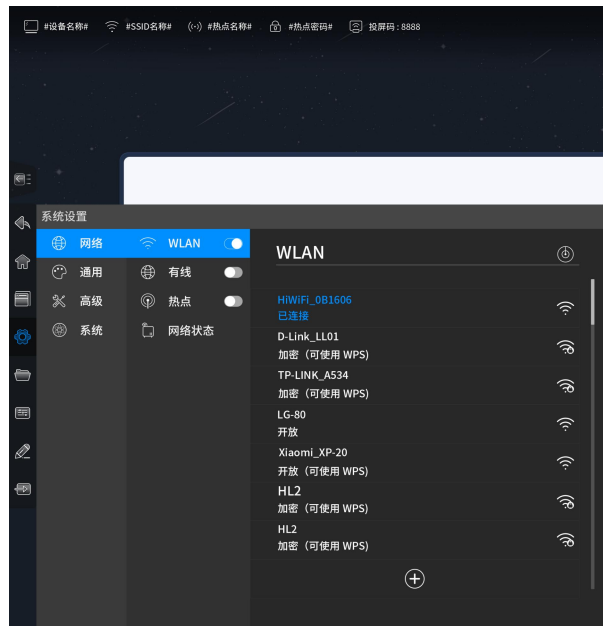 #设备名称# #SSID名称# #热点名称# #热点密码# 投屏码 : 8888
系统设置
网络
通用
高级
系统
WLAN
有线
热点
网络状态
WLAN
HiWiFi_0B1606
已连接
D-Link_LL01
加密（可使用 WPS)
TP-LINK_A534
加密（可使用 WPS)
LG-80
开放
Xiaomi_XP-20
开放（可使用 WPS)
HL2
加密（可使用 WPS)
HL2
加密（可使用 WPS)